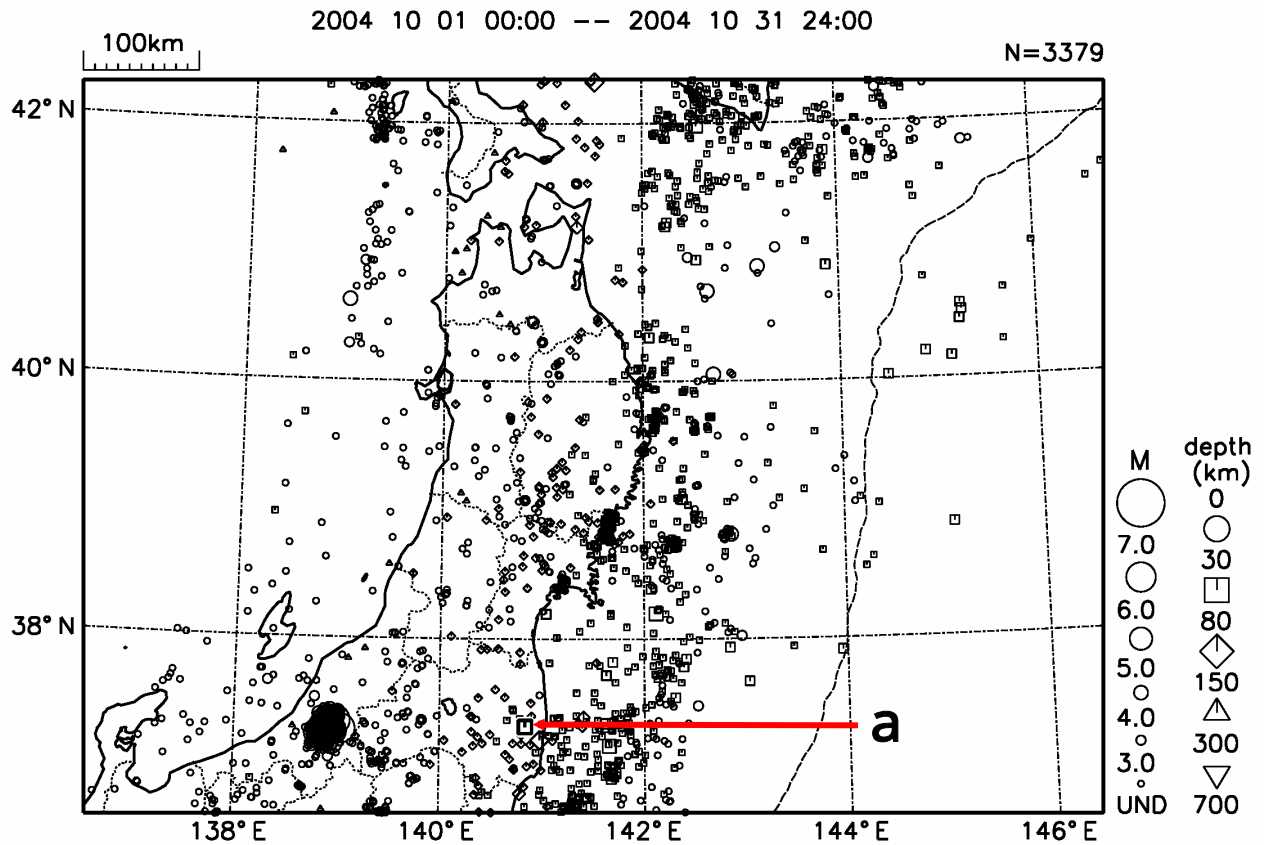 2004 10 01 00:00 -- 2004 10 31 24:00
100km
N=3379
42° N
40° N
38° N
138° E
140° E
142° E
144° E
146° E
a
M
7.0
6.0
5.0
4.0
3.0
UND
depth
(km)
0
30
80
150
300
700